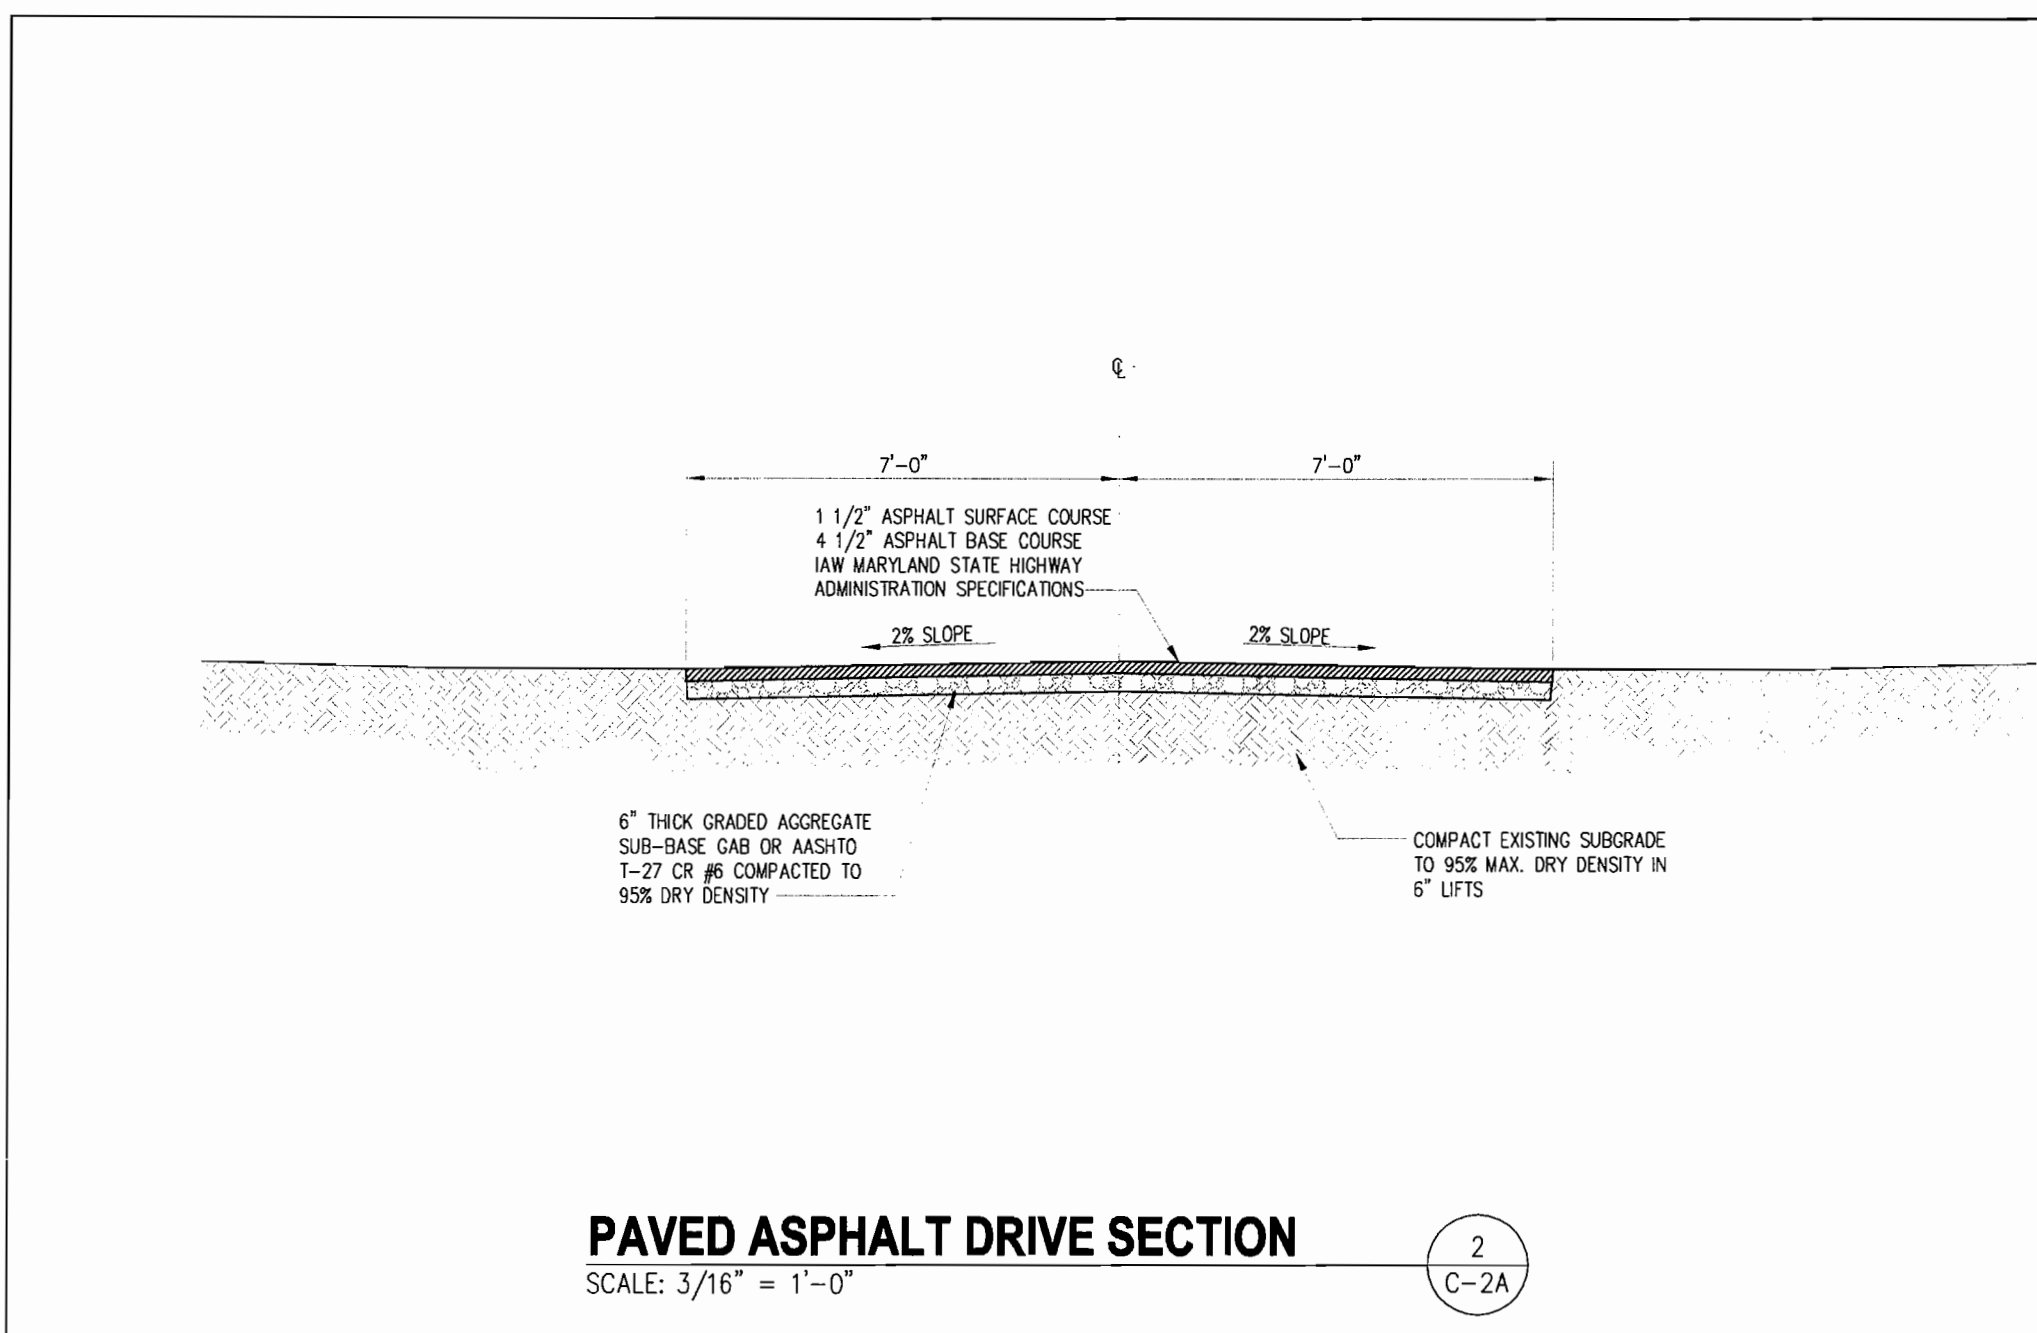 ℄
7'-0" 7'-0"
1 1/2" ASPHALT SURFACE COURSE
4 1/2" ASPHALT BASE COURSE
IAW MARYLAND STATE HIGHWAY
ADMINISTRATION SPECIFICATIONS
2% SLOPE 2% SLOPE
6" THICK GRADED AGGREGATE
SUB-BASE GAB OR AASHTO
T-27 CR #6 COMPACTED TO
95% DRY DENSITY
COMPACT EXISTING SUBGRADE
TO 95% MAX. DRY DENSITY IN
6" LIFTS
PAVED ASPHALT DRIVE SECTION
SCALE: 3/16" = 1'-0"
2
C-2A